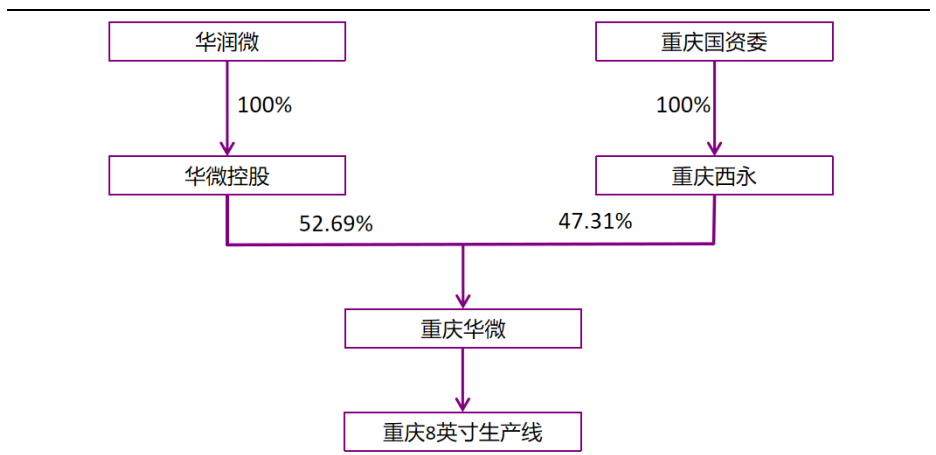 华润微
重庆国资委
100%
100%
华微控股
重庆西永
52.69%
47.31%
重庆华微
重庆8英寸生产线